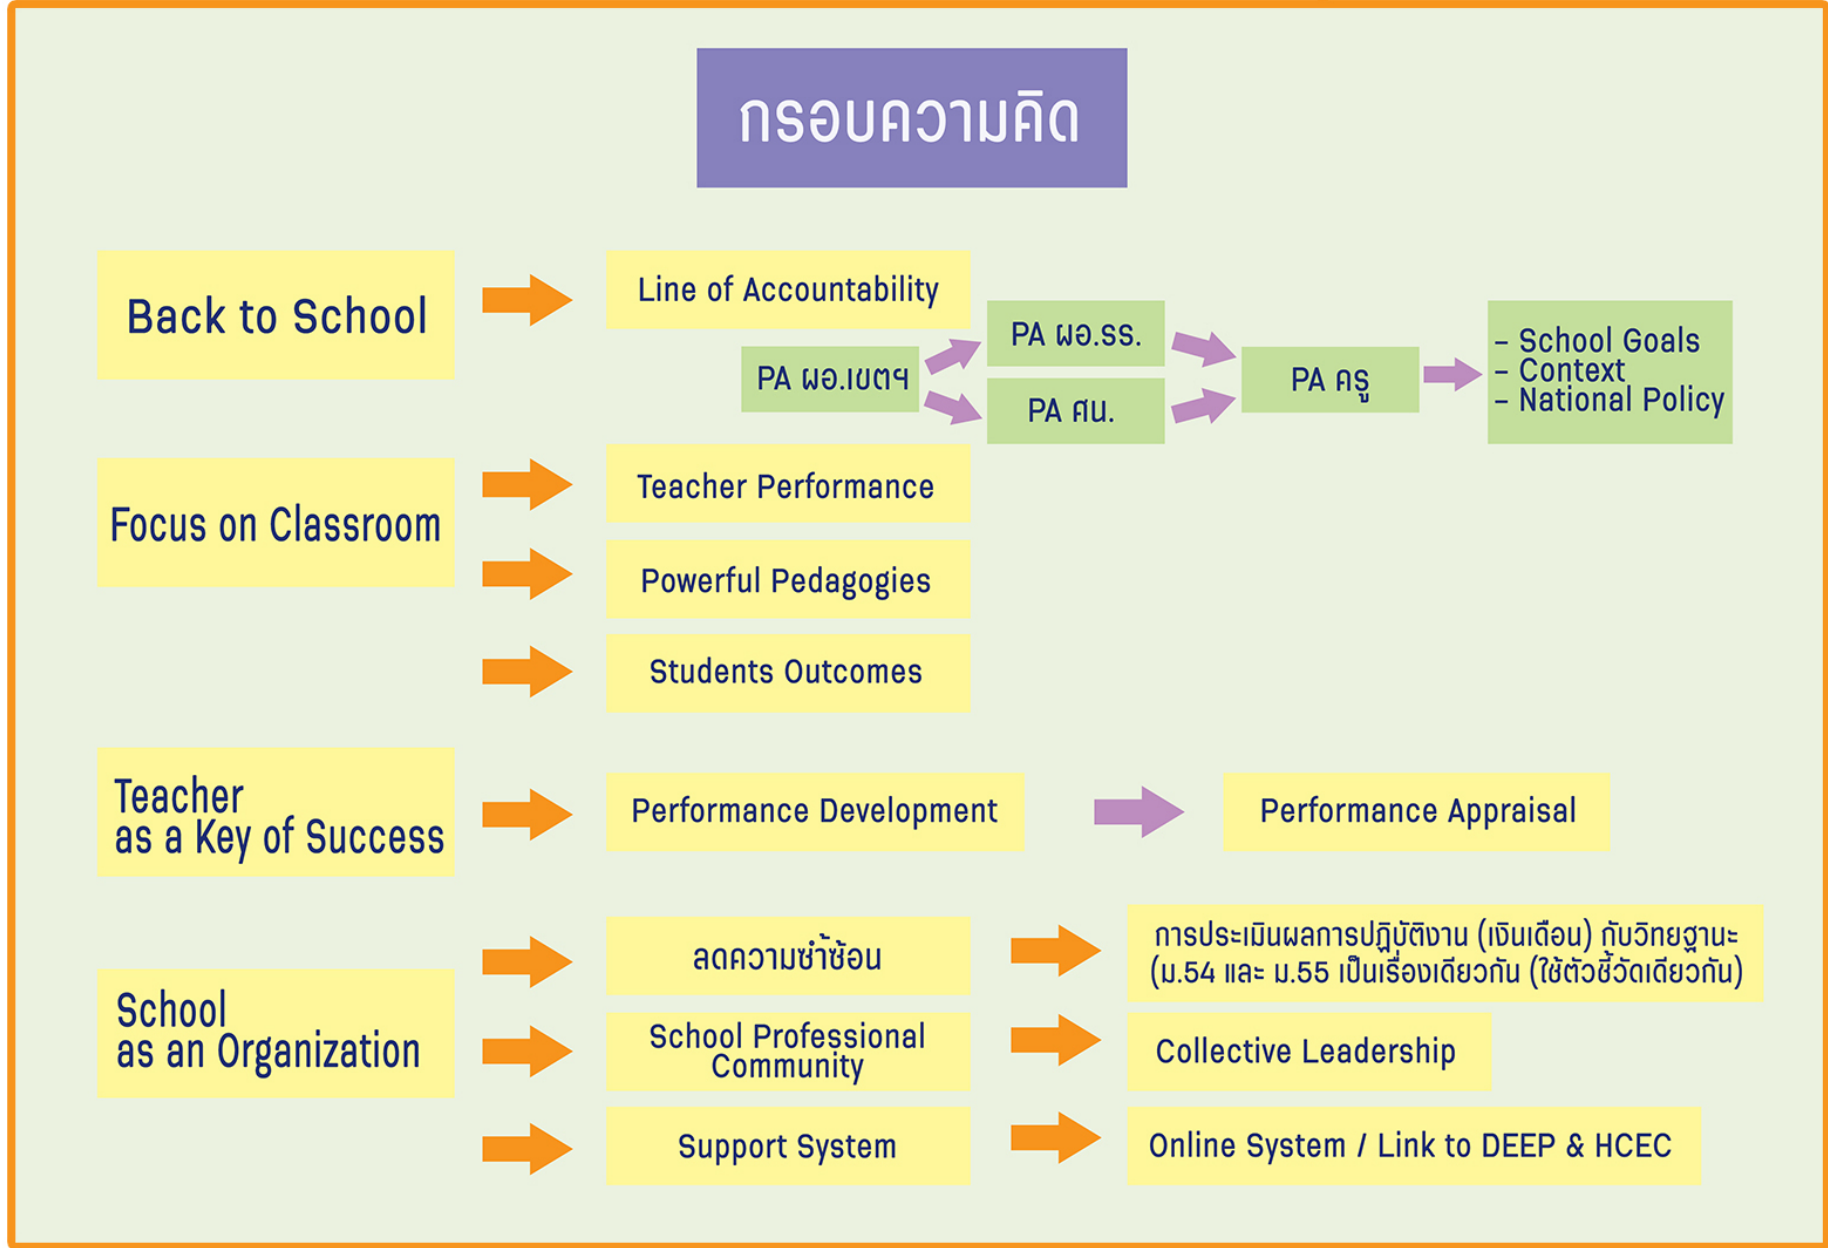 กรอบความคิด
Back to School
Line of Accountability
PA ผอ.เขตฯ
PA ผอ.รร.
PA ศน.
PA ครู
- School Goals
- Context
- National Policy
Focus on Classroom
Teacher Performance
Powerful Pedagogies
Students Outcomes
Teacher
as a Key of Success
Performance Development
Performance Appraisal
School
as an Organization
ลดความซ้ำซ้อน
การประเมินผลการปฏิบัติงาน (เงินเดือน) กับวิทยฐานะ
(ม.54 และ ม.55 เป็นเรื่องเดียวกัน (ใช้ตัวชี้วัดเดียวกัน)
School Professional
Community
Collective Leadership
Support System
Online System / Link to DEEP & HCEC